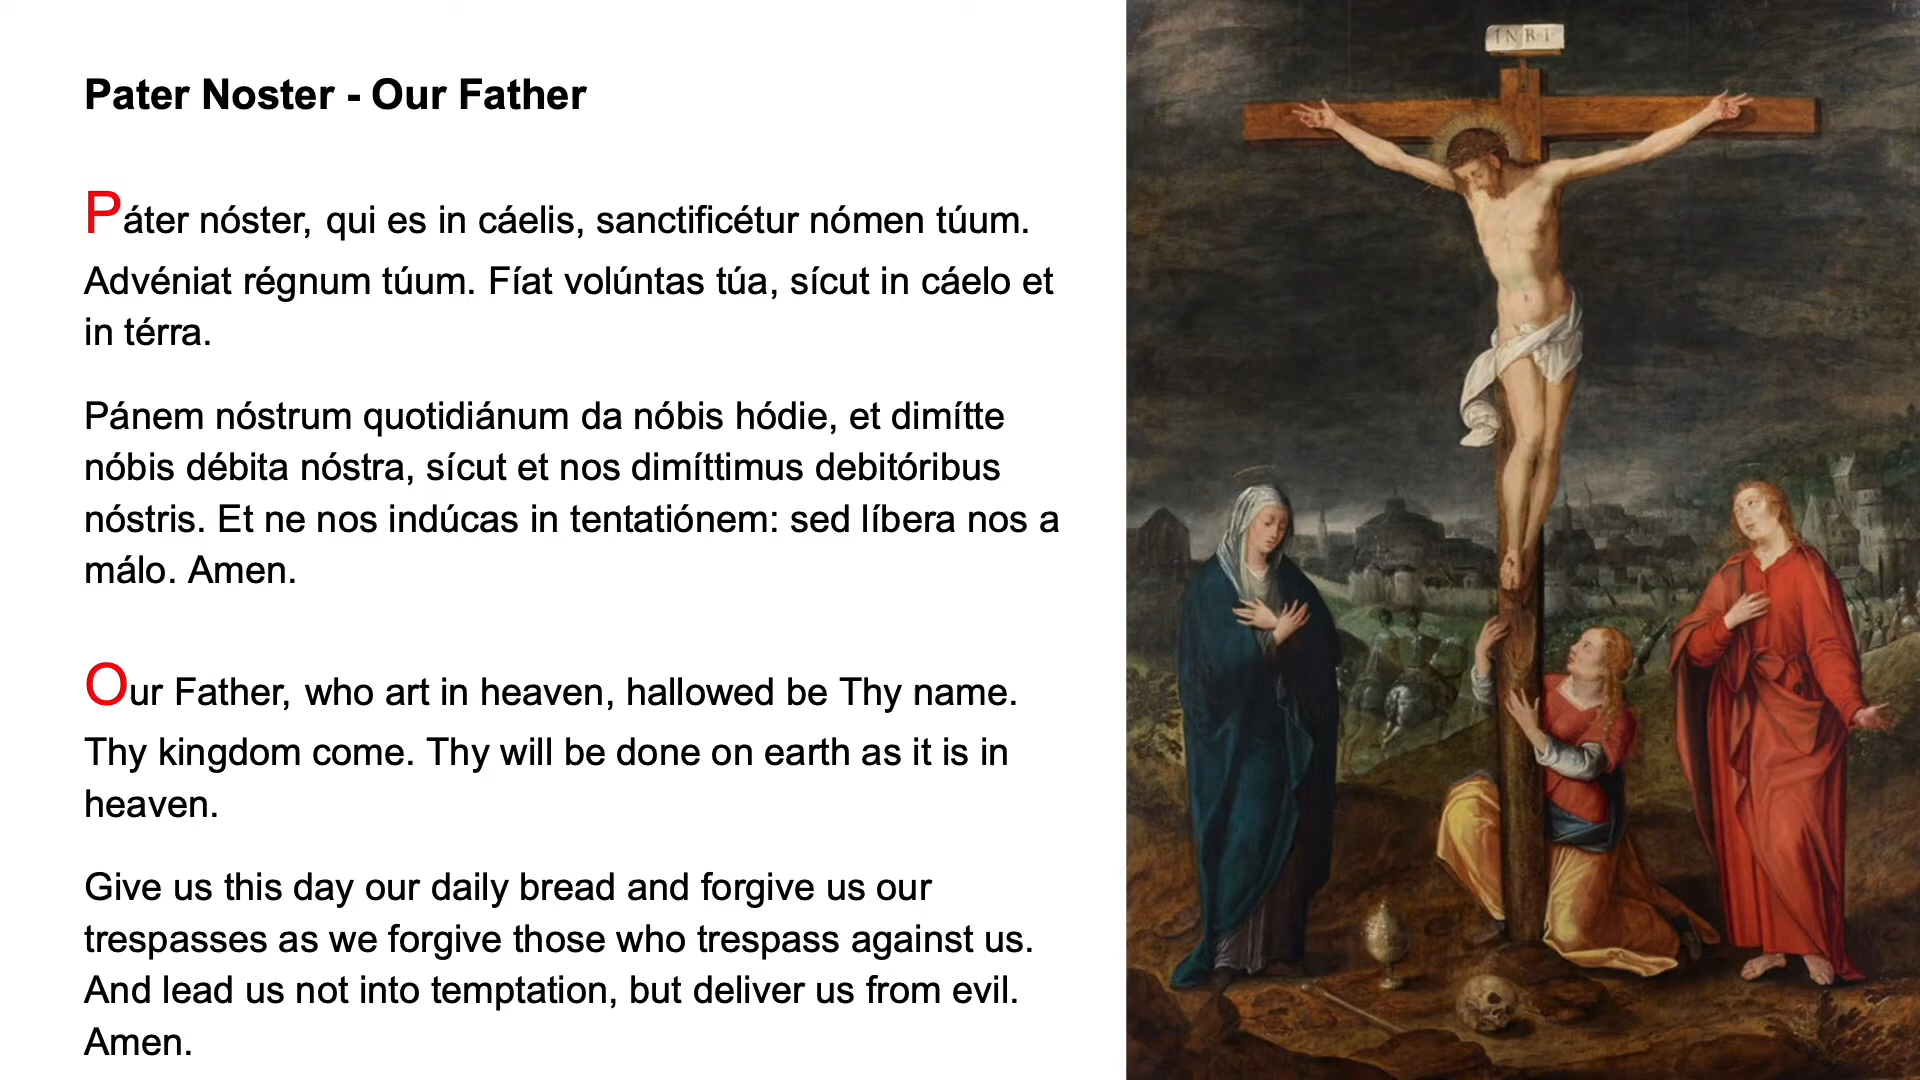 Pater Noster - Our Father
Páter nóster, qui es in cáelis, sanctificétur nómen túum.
Advéniat régnum túum. Fíat volúntas túa, sícut in cáelo et
in térra.
Pánem nóstrum quotidiánum da nóbis hódie, et dimítte
nóbis débita nóstra, sícut et nos dimíttimus debitóribus
nóstris. Et ne nos indúcas in tentatiónem: sed líbera nos a
málo. Amen.
Our Father, who art in heaven, hallowed be Thy name.
Thy kingdom come. Thy will be done on earth as it is in
heaven.
Give us this day our daily bread and forgive us our
trespasses as we forgive those who trespass against us.
And lead us not into temptation, but deliver us from evil.
Amen.
INRI